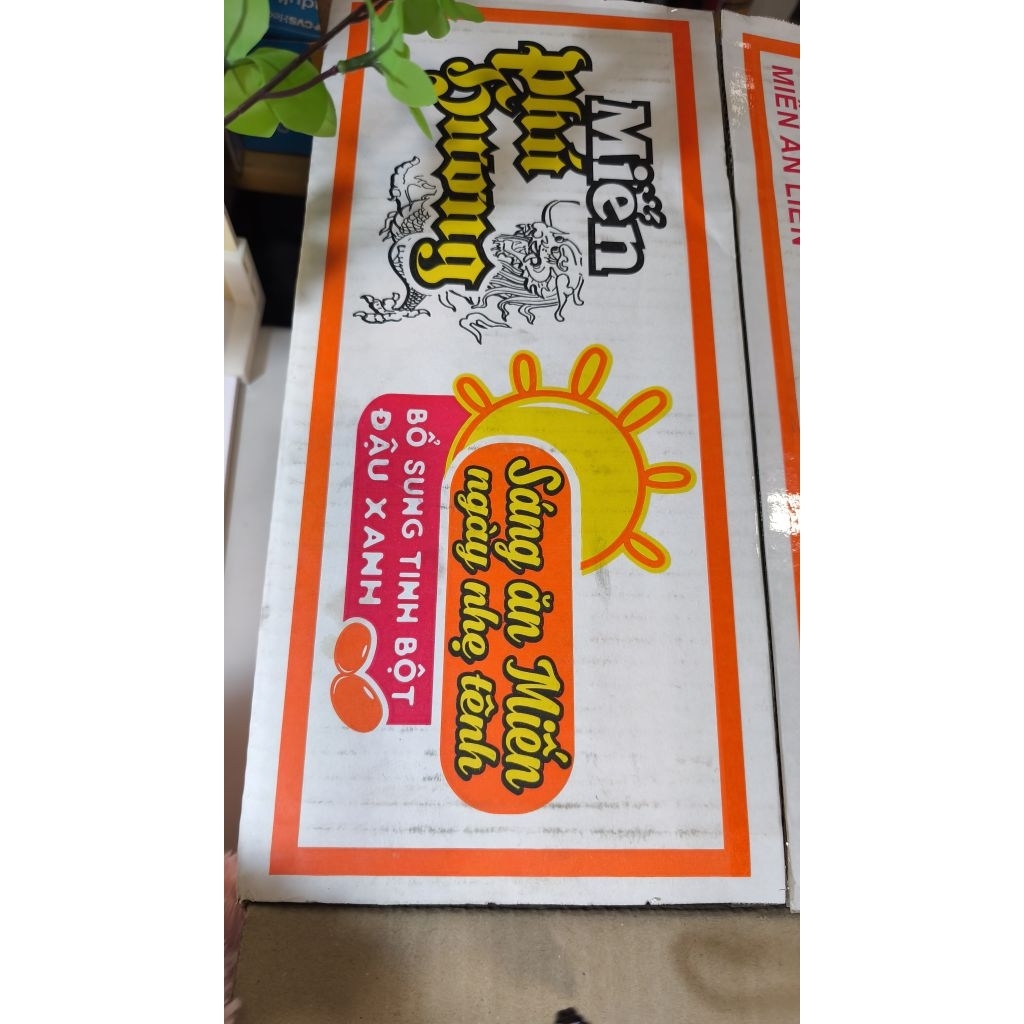 Miến
Phú
Hương
Sáng ăn Miến
ngày nhẹ tênh
BỔ SUNG TINH BỘT
ĐẬU XANH
MIẾN ĂN LIỀN